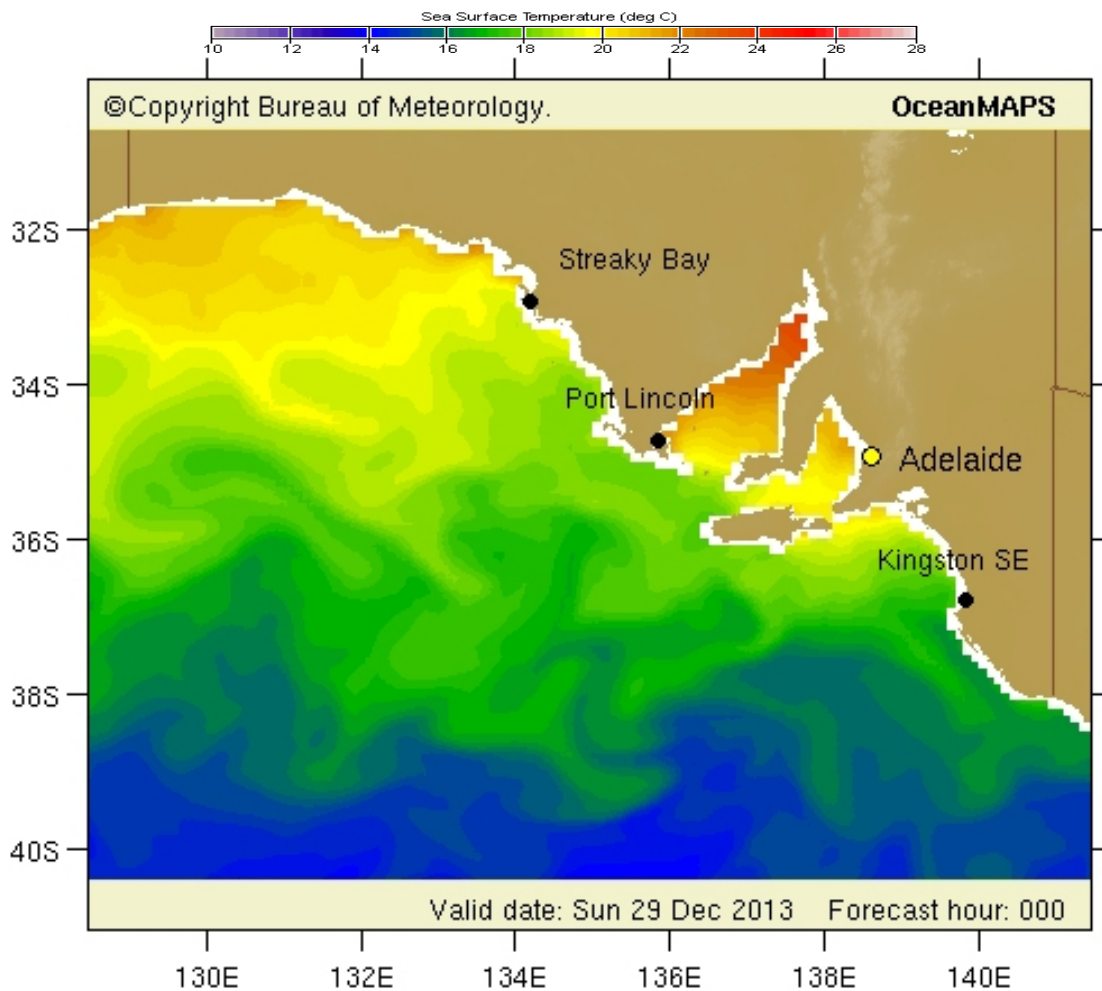 Sea Surface Temperature (deg C)
10 12 14 16 18 20 22 24 26 28
©Copyright Bureau of Meteorology. OceanMAPS
32S
Streaky Bay
34S
Port Lincoln
Adelaide
36S
Kingston SE
38S
40S
Valid date: Sun 29 Dec 2013 Forecast hour: 000
130E 132E 134E 136E 138E 140E